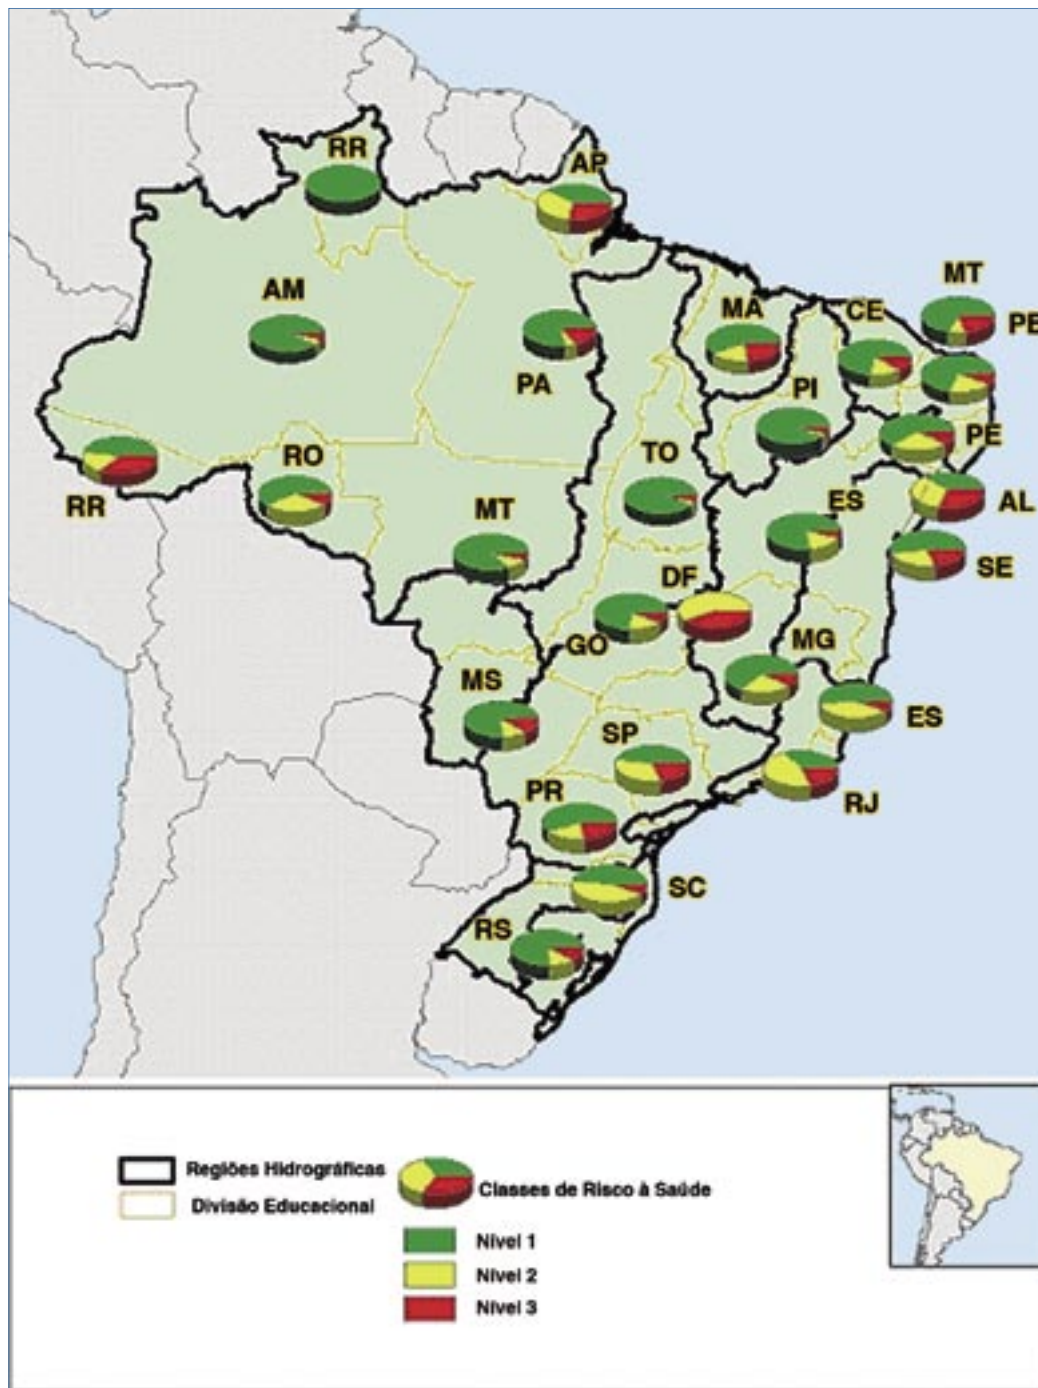 RR
AP
MT
AM
MA
CE
PB
PA
PI
PE
RO
TO
RR
MT
ES
AL
SE
DF
GO
MG
MS
ES
SP
PR
RJ
SC
RS
Regiões Hidrográficas
Divisão Educacional
Classes de Risco à Saúde
Nível 1
Nível 2
Nível 3